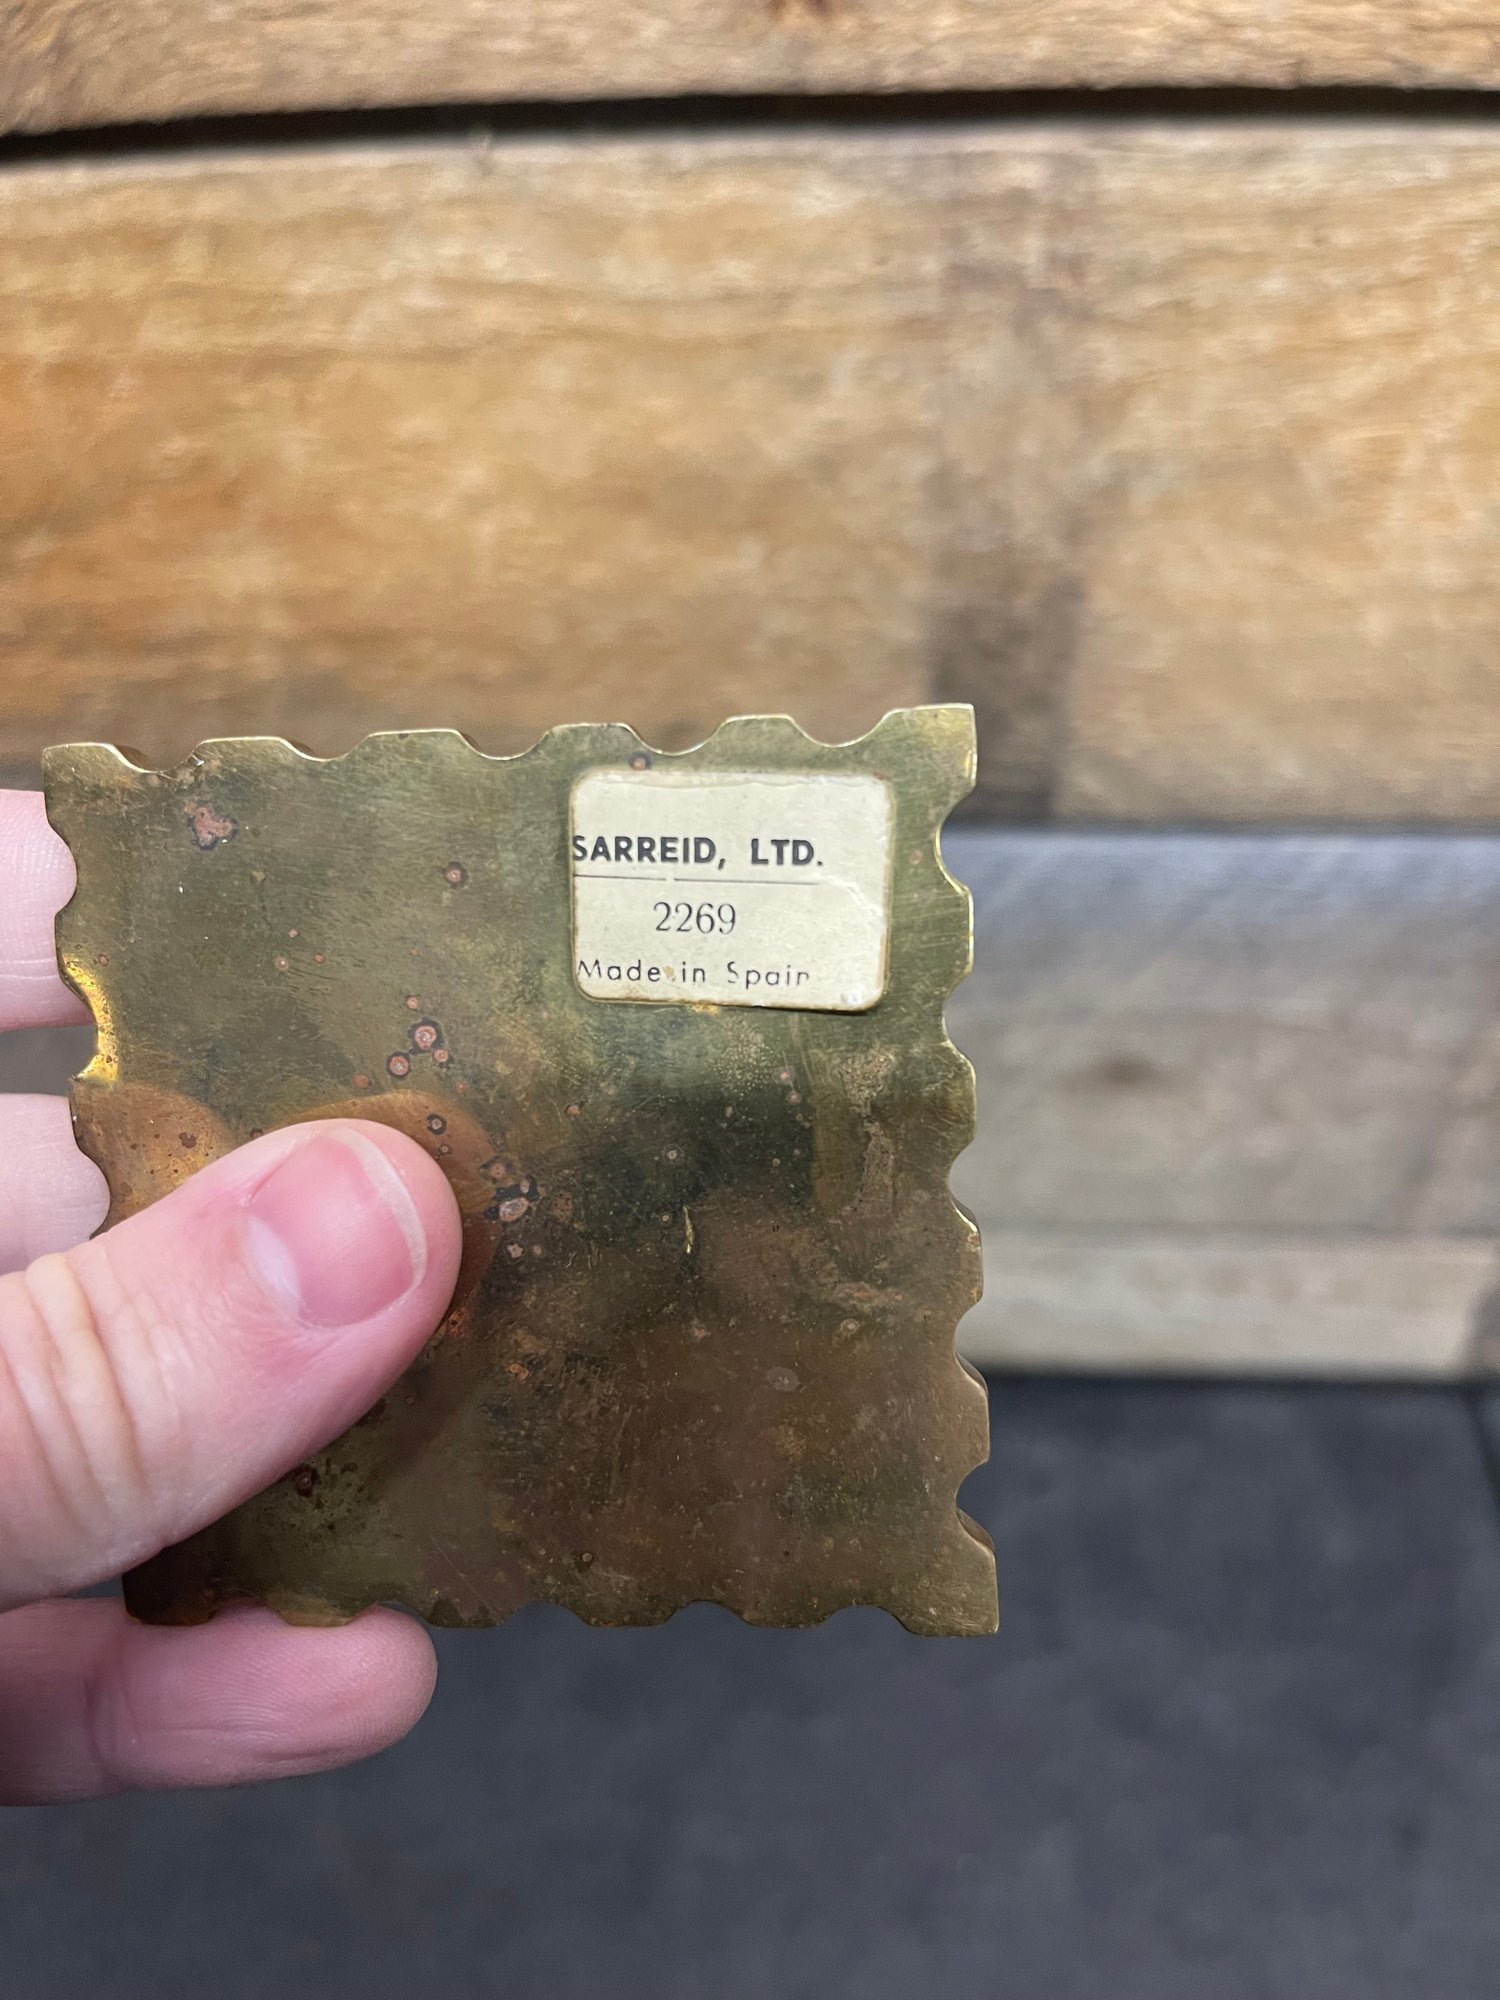 SARREID, LTD.
2269
Made in Spain